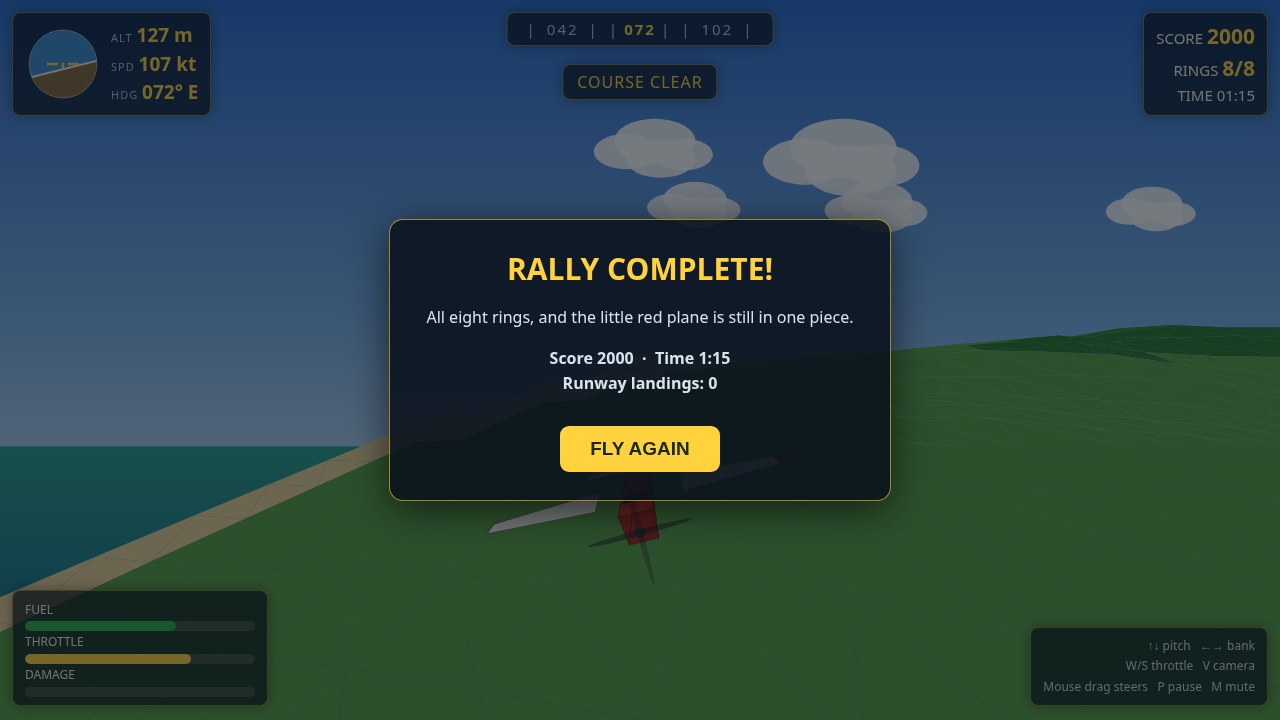 ALT 127 m
SPD 107 kt
HDG 072° E
| 042 | | 072 | | 102 |
COURSE CLEAR
SCORE 2000
RINGS 8/8
TIME 01:15
RALLY COMPLETE!
All eight rings, and the little red plane is still in one piece.
Score 2000 · Time 1:15
Runway landings: 0
FLY AGAIN
FUEL
THROTTLE
DAMAGE
↑↓ pitch ←→ bank
W/S throttle V camera
Mouse drag steers P pause M mute